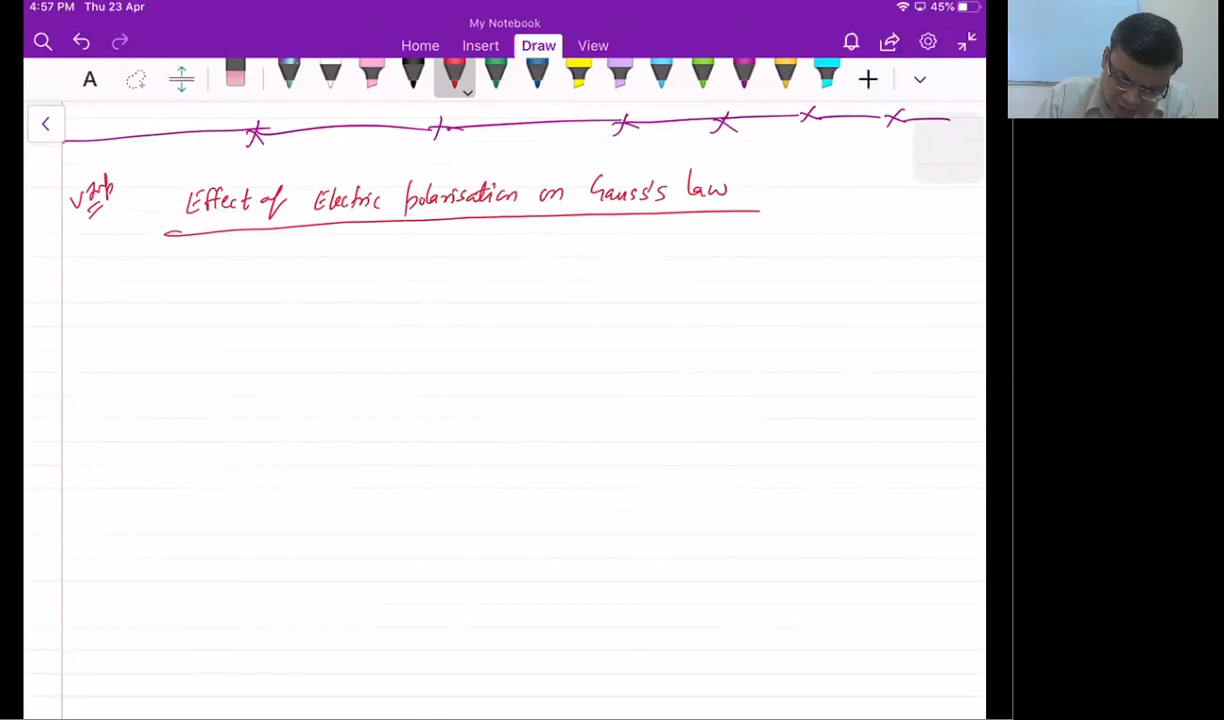 4:57 PM Thu 23 Apr
45%
My Notebook
Home Insert Draw View
A
Effect of Electric polarisation on Gauss's law